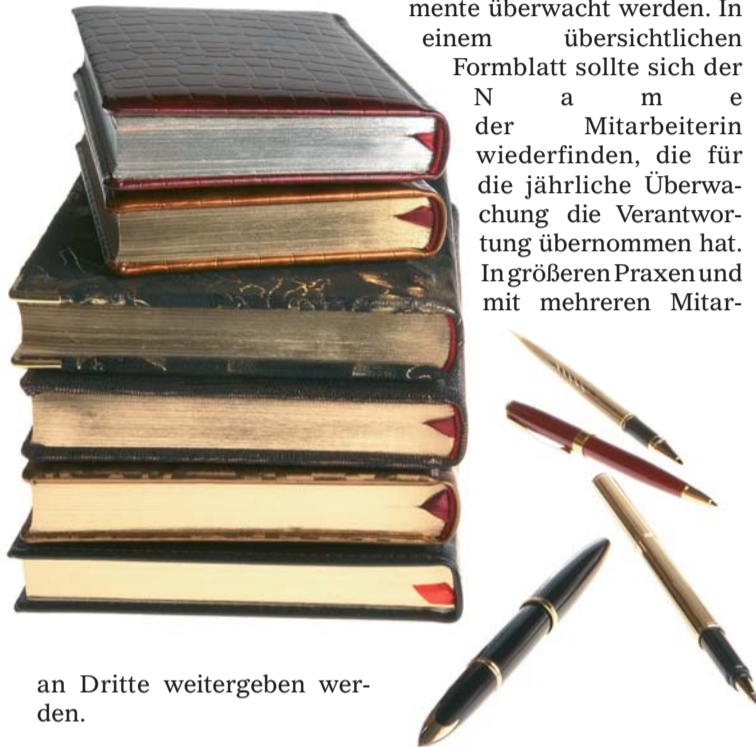 mente überwacht werden. In
einem übersichtlichen
Formblatt sollte sich der
N a m e
der Mitarbeiterin
wiederfinden, die für
die jährliche Überwa-
chung die Verantwor-
tung übernommen hat.
In größeren Praxen und
mit mehreren Mitar-
an Dritte weitergeben wer-
den.